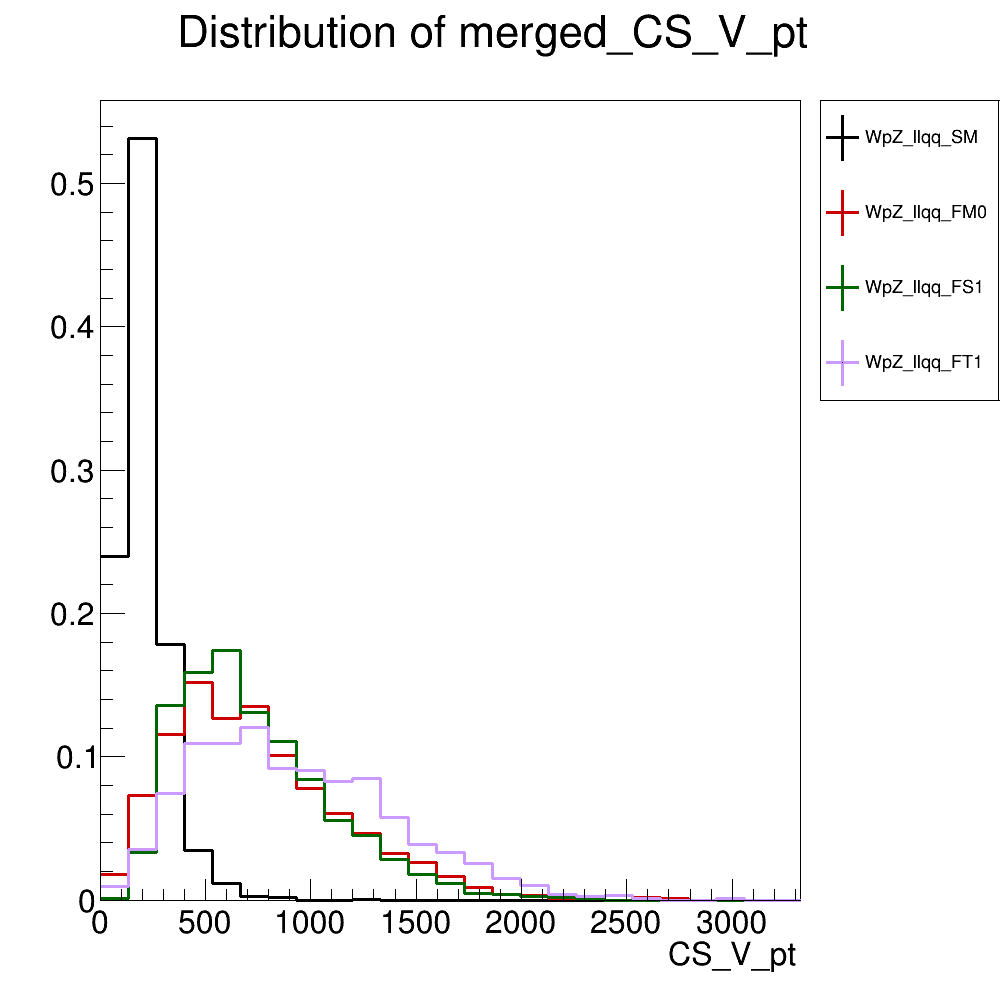 Distribution of merged_CS_V_pt
WpZ_llqq_SM
WpZ_llqq_FM0
WpZ_llqq_FS1
WpZ_llqq_FT1
0.5
0.4
0.3
0.2
0.1
0
0 500 1000 1500 2000 2500 3000
CS_V_pt